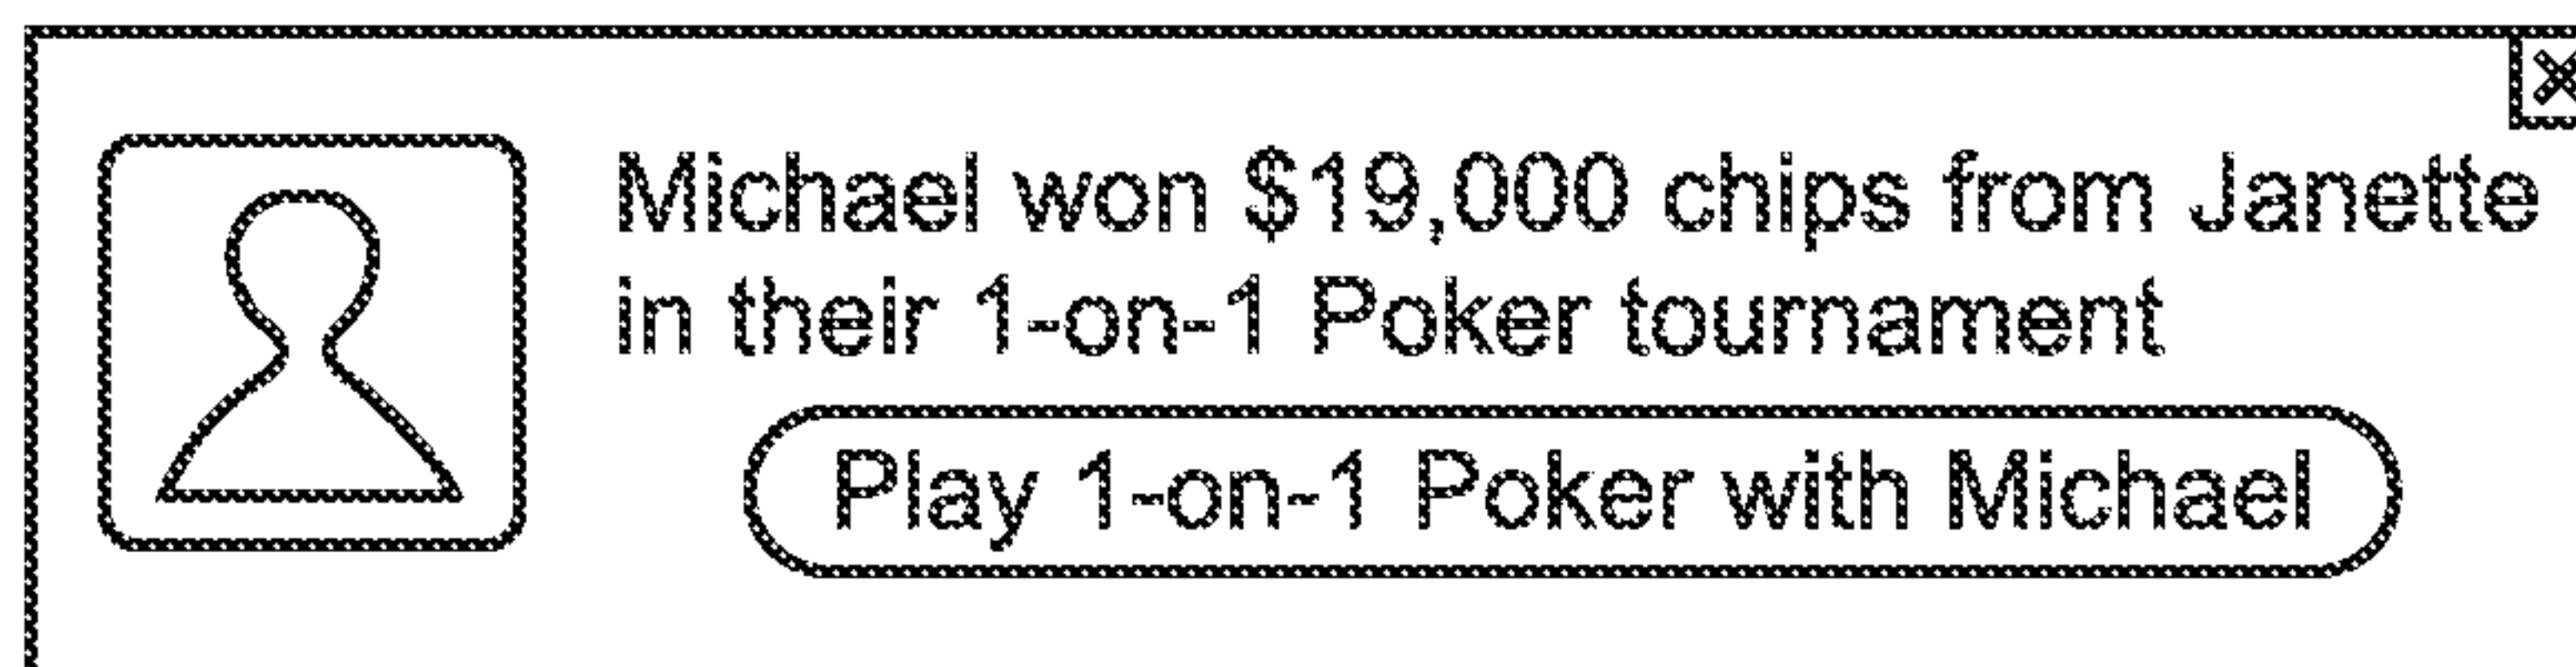 Michael won $19,000 chips from Janette
in their 1-on-1 Poker tournament
Play 1-on-1 Poker with Michael